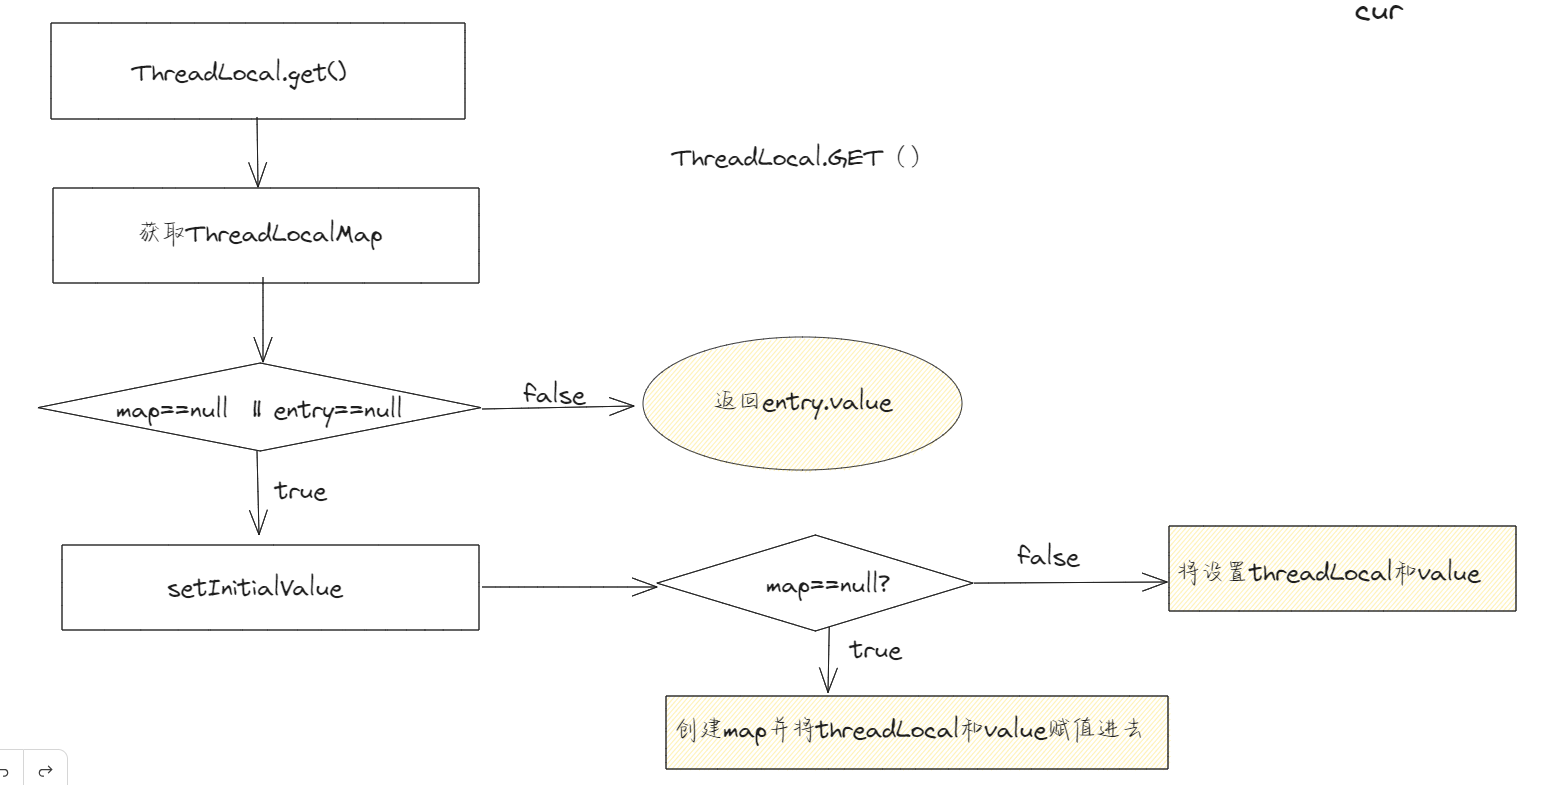 cur
ThreadLocal.get()
ThreadLocal.GET（）
获取ThreadLocalMap
map==null || entry==null
false
返回entry.value
true
setInitialValue
map==null?
false
将设置threadLocal和value
true
创建map并将threadLocal和value赋值进去